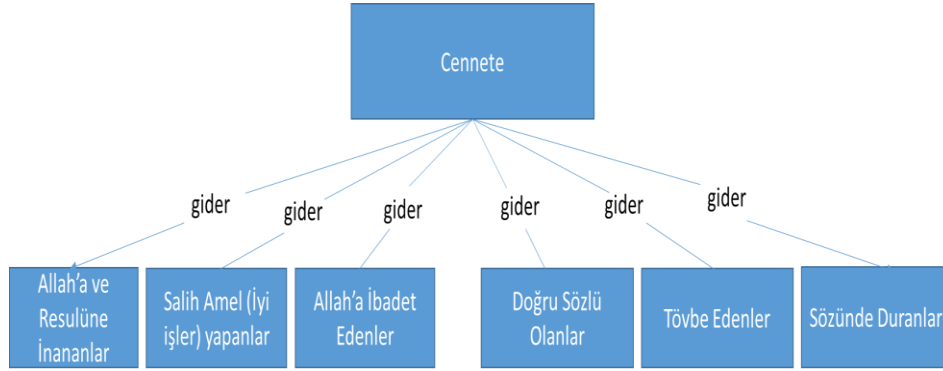 Cennete
gider
gider
gider
gider
gider
gider
Allah’a ve
Resulüne
İnananlar
Salih Amel (İyi
işler) yapanlar
Allah’a İbadet
Edenler
Doğru Sözlü
Olanlar
Tövbe Edenler
Sözünde Duranlar